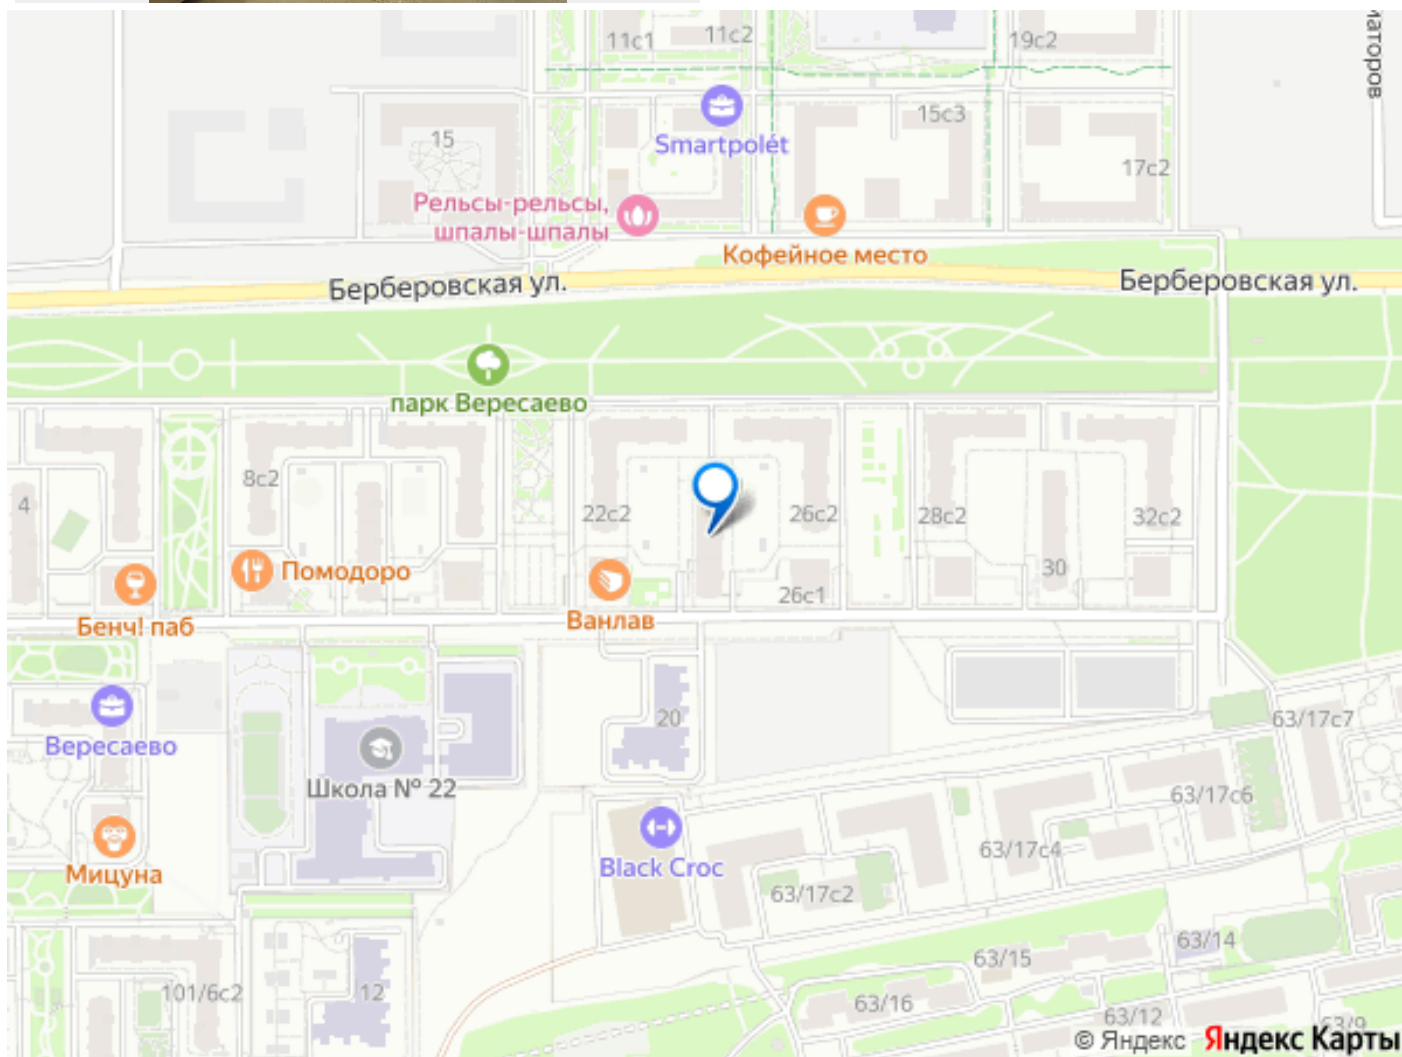 11с1
11с2
19с2
маторов
Smartpolét
15
15с3
17с2
Рельсы-рельсы,
шпалы-шпалы
Кофейное место
Берберовская ул.
Берберовская ул.
парк Вересаево
8с2
4
22с2
26с2
28с2
32с2
Помодоро
30
Бенч! паб
Ванлав
26с1
20
63/17с7
Вересаево
Школа № 22
63/17с6
63/17с4
Мицуна
Black Croc
63/17с2
63/14
63/15
101/6с2
12
63/16
63/12
63/9
© Яндекс Яндекс Карты